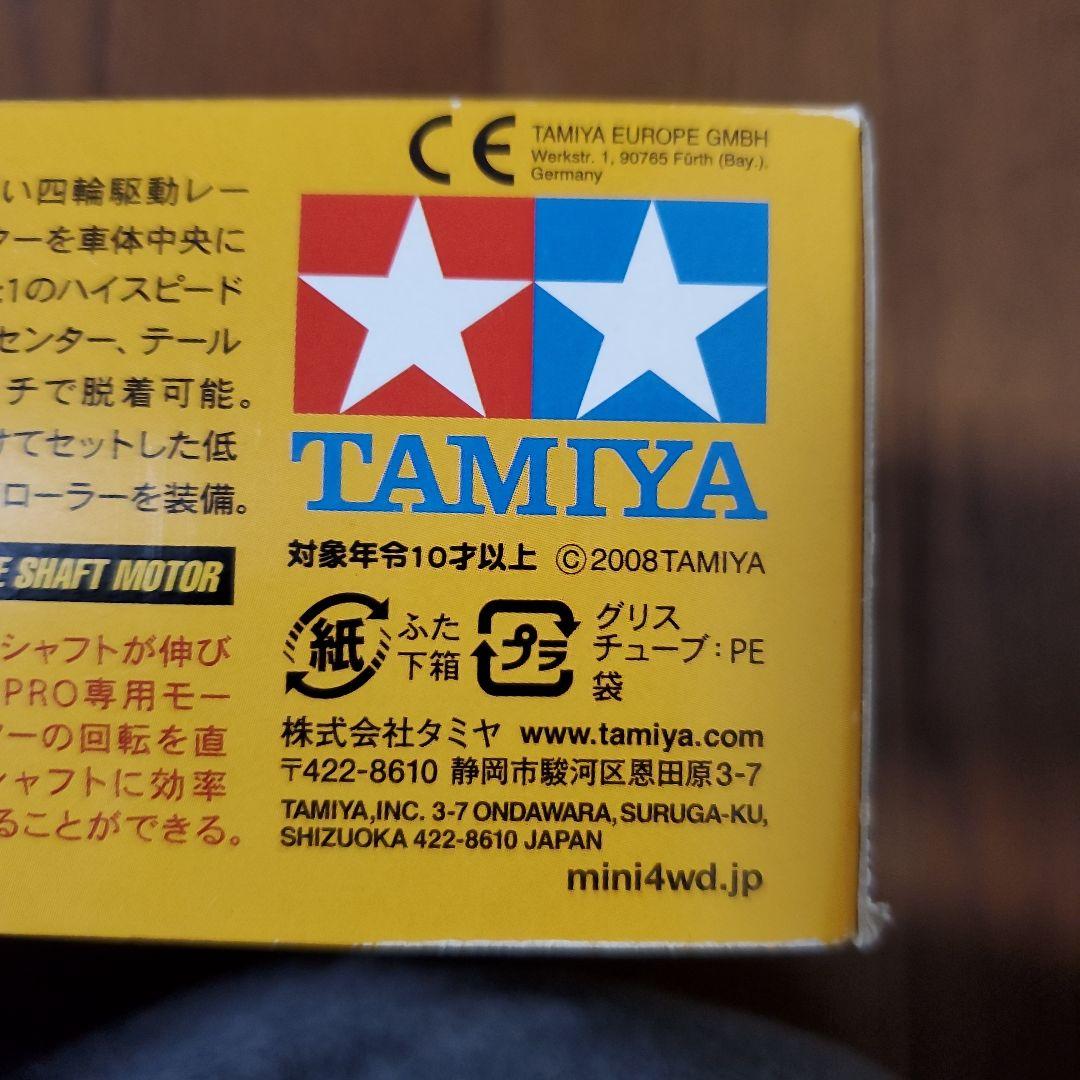 CE
TAMIYA EUROPE GMBH
Werkstr. 1, 90765 Fürth (Bay.),
Germany
い四輪駆動レー
ターを車体中央に
1のハイスピード
センター、テール
チで脱着可能。
けてセットした低
ローラーを装備。
E SHAFT MOTOR
シャフトが伸び
PRO専用モー
ターの回転を直
シャフトに効率
ることができる。
TAMIYA
対象年令10才以上 ©2008TAMIYA
紙
ふた
下箱
プラ
グリス
チューブ:PE
袋
株式会社タミヤ www.tamiya.com
〒422-8610 静岡市駿河区恩田原3-7
TAMIYA,INC. 3-7 ONDAWARA, SURUGA-KU,
SHIZUOKA 422-8610 JAPAN
mini4wd.jp